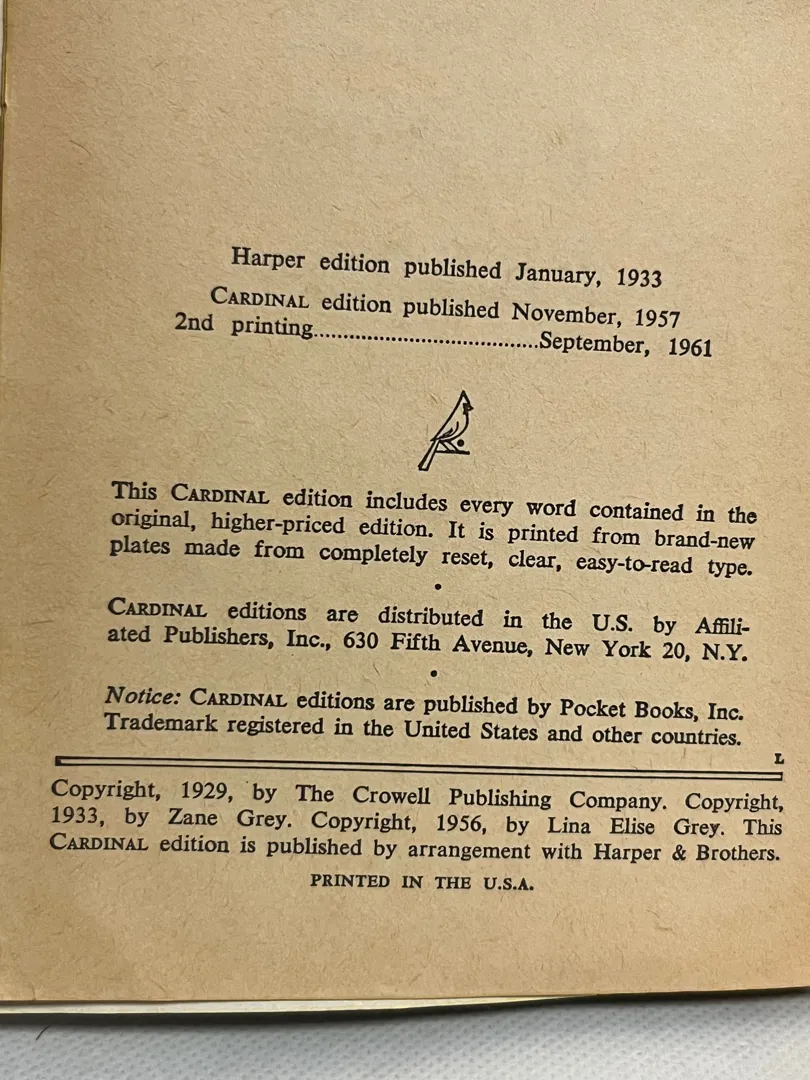 Harper edition published January, 1933
CARDINAL edition published November, 1957
2nd printing......................................September, 1961
This CARDINAL edition includes every word contained in the
original, higher-priced edition. It is printed from brand-new
plates made from completely reset, clear, easy-to-read type.
•
CARDINAL editions are distributed in the U.S. by Affili-
ated Publishers, Inc., 630 Fifth Avenue, New York 20, N.Y.
•
Notice: CARDINAL editions are published by Pocket Books, Inc.
Trademark registered in the United States and other countries.
L
Copyright, 1929, by The Crowell Publishing Company. Copyright,
1933, by Zane Grey. Copyright, 1956, by Lina Elise Grey. This
CARDINAL edition is published by arrangement with Harper & Brothers.
PRINTED IN THE U.S.A.